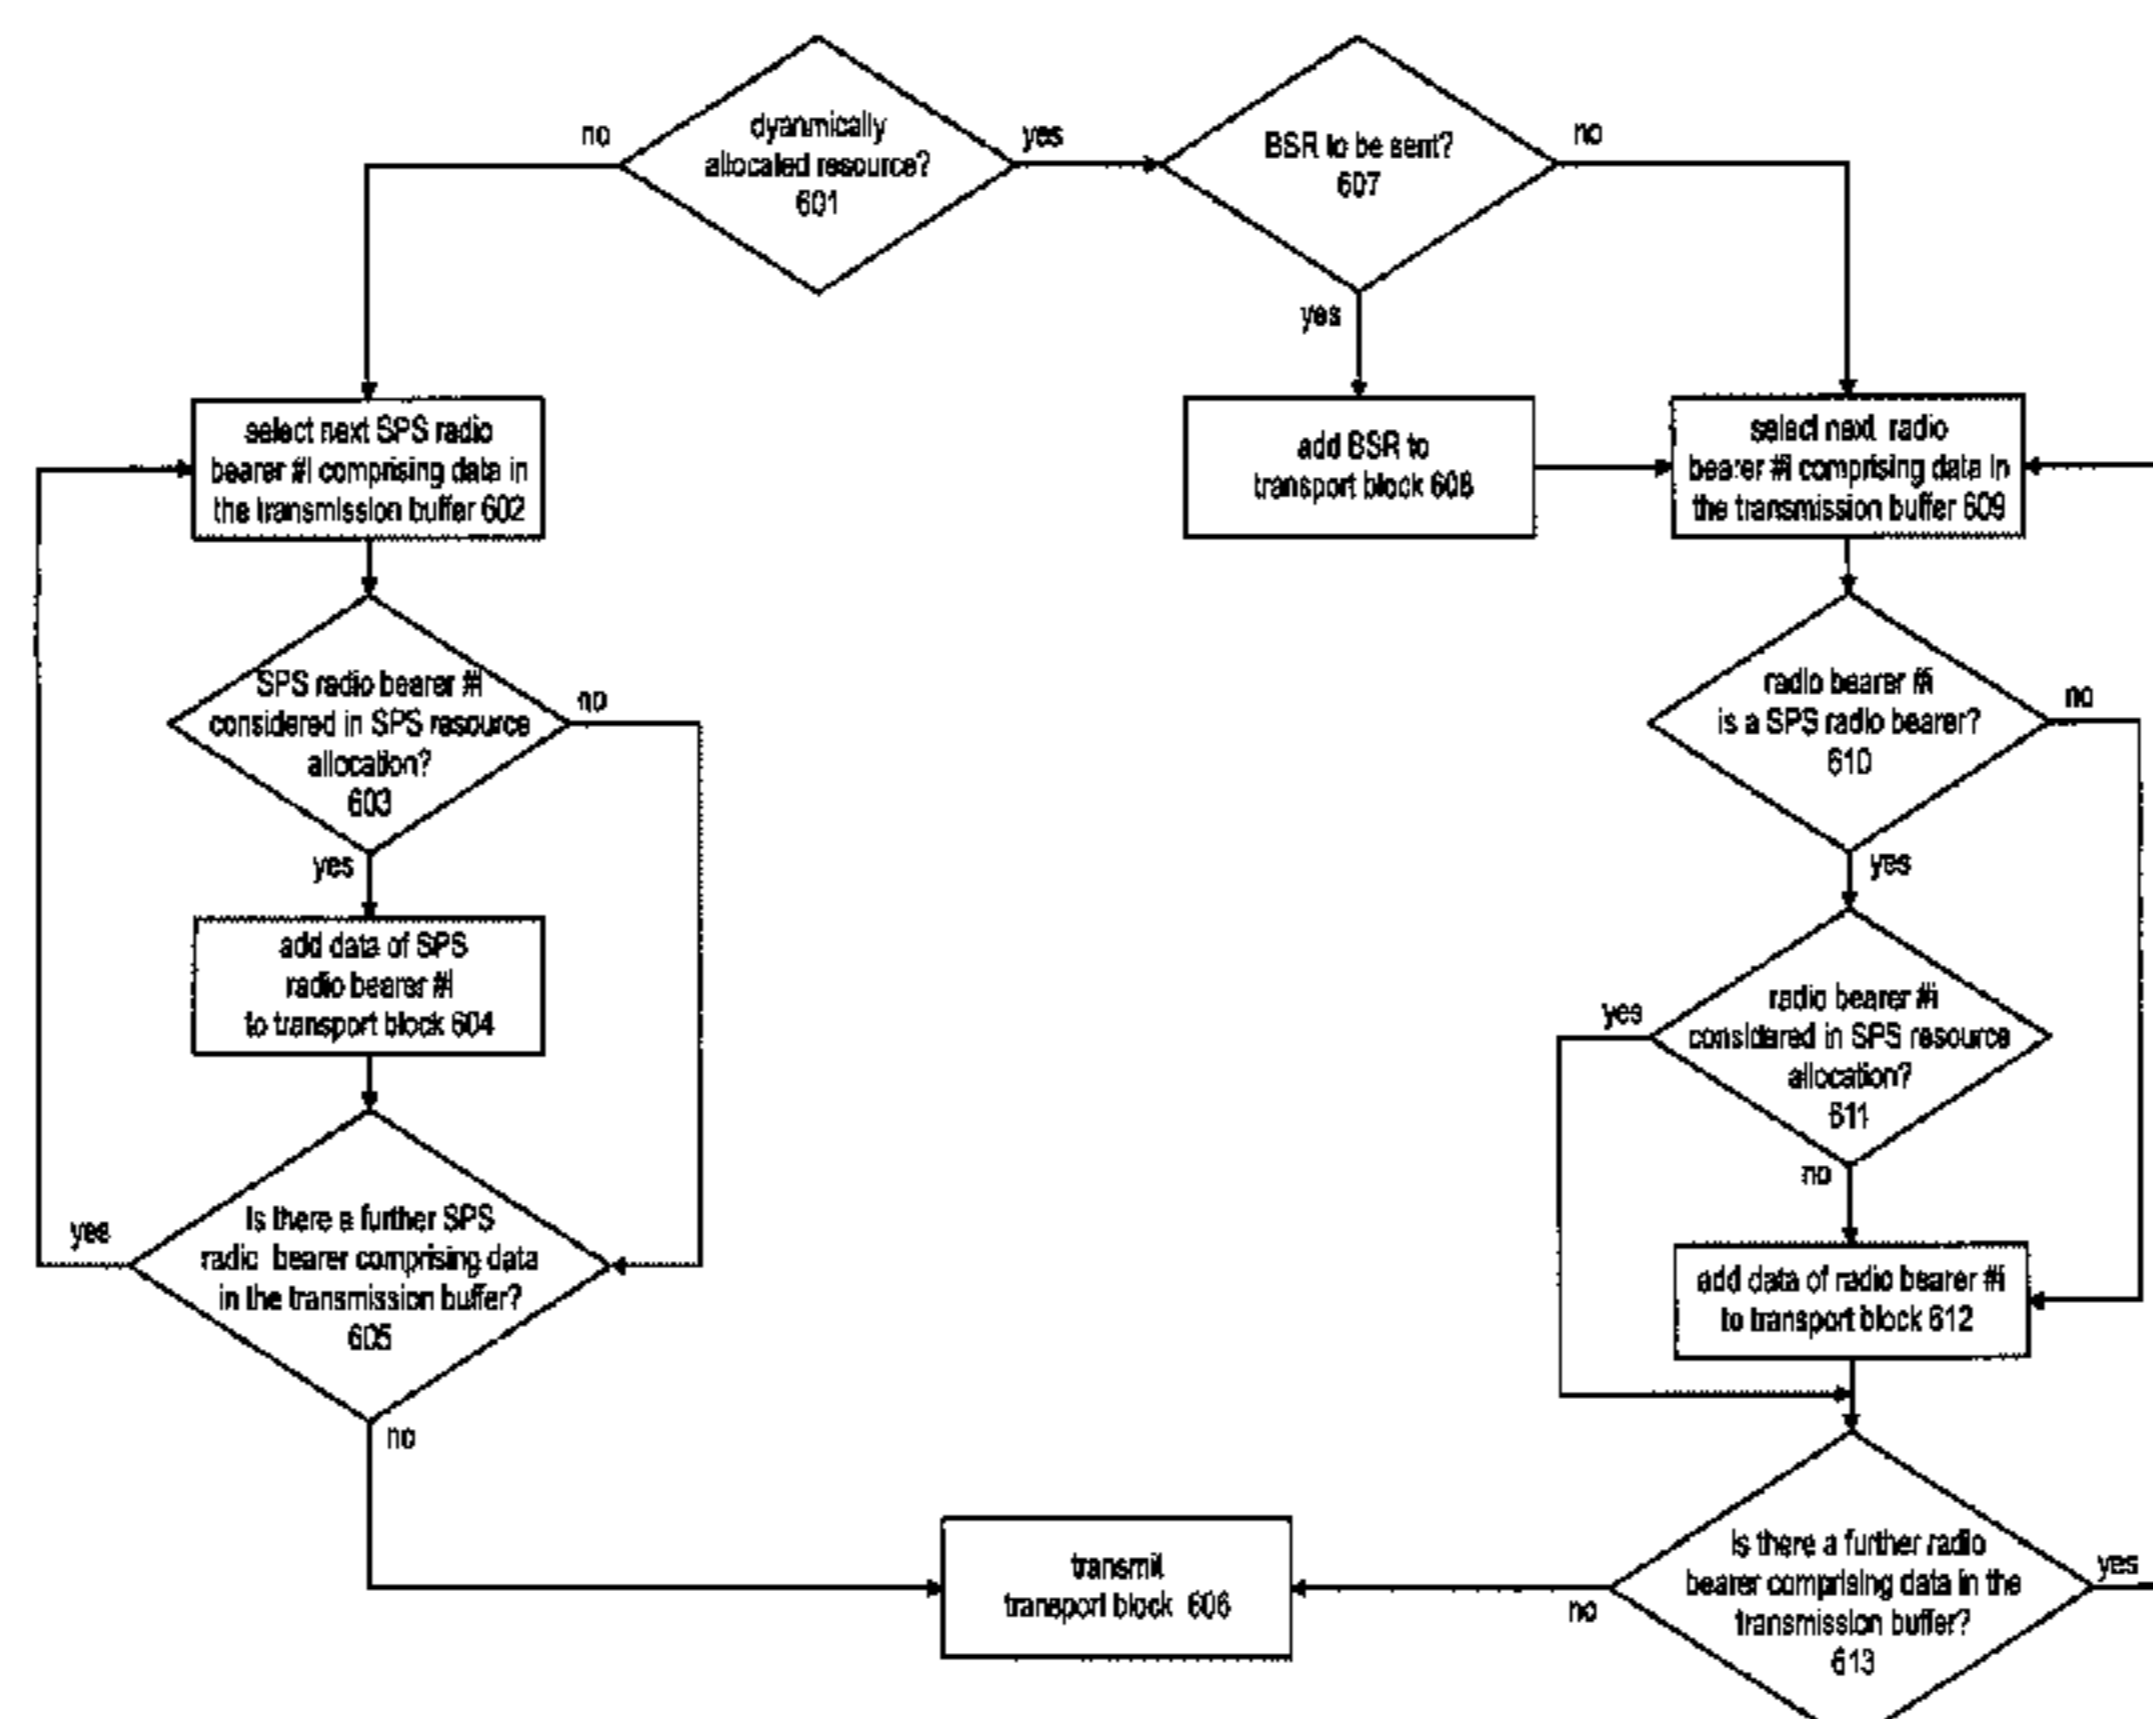 no
dyanmically
allocated resource?
601
yes
BSR to be sent?
607
no
yes
select next SPS radio
bearer #i comprising data in
the transmission buffer 602
add BSR to
transport block 608
select next radio
bearer #i comprising data in
the transmission buffer 609
SPS radio bearer #i
considered in SPS resource
allocation?
603
no
yes
radio bearer #i
is a SPS radio bearer?
610
no
yes
add data of SPS
radio bearer #i
to transport block 604
radio bearer #i
considered in SPS resource
allocation?
611
yes
no
Is there a further SPS
radio bearer comprising data
in the transmission buffer?
605
yes
no
add data of radio bearer #i
to transport block 612
transmit
transport block 606
Is there a further radio
bearer comprising data in the
transmission buffer?
613
yes
no